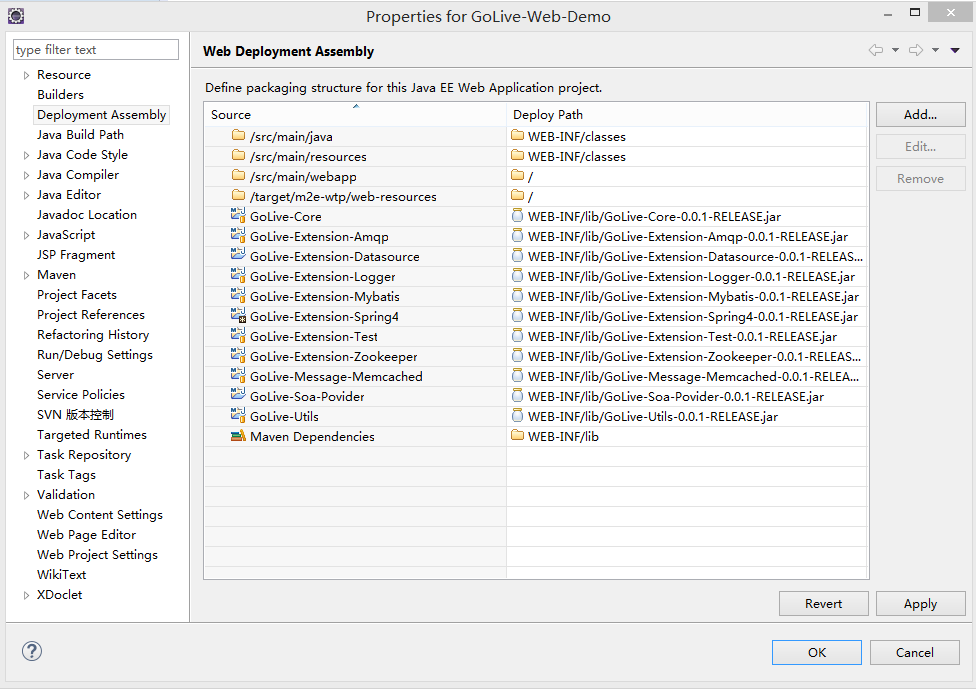 Properties for GoLive-Web-Demo
type filter text
Resource
Builders
Deployment Assembly
Java Build Path
Java Code Style
Java Compiler
Java Editor
Javadoc Location
JavaScript
JSP Fragment
Maven
Project Facets
Project References
Refactoring History
Run/Debug Settings
Server
Service Policies
SVN 版本控制
Targeted Runtimes
Task Repository
Task Tags
Validation
Web Content Settings
Web Page Editor
Web Project Settings
WikiText
XDoclet
Web Deployment Assembly
Define packaging structure for this Java EE Web Application project.
Source Deploy Path
/src/main/java WEB-INF/classes
/src/main/resources WEB-INF/classes
/src/main/webapp /
/target/m2e-wtp/web-resources /
GoLive-Core WEB-INF/lib/GoLive-Core-0.0.1-RELEASE.jar
GoLive-Extension-Amqp WEB-INF/lib/GoLive-Extension-Amqp-0.0.1-RELEASE.jar
GoLive-Extension-Datasource WEB-INF/lib/GoLive-Extension-Datasource-0.0.1-RELEAS...
GoLive-Extension-Logger WEB-INF/lib/GoLive-Extension-Logger-0.0.1-RELEASE.jar
GoLive-Extension-Mybatis WEB-INF/lib/GoLive-Extension-Mybatis-0.0.1-RELEASE.jar
GoLive-Extension-Spring4 WEB-INF/lib/GoLive-Extension-Spring4-0.0.1-RELEASE.jar
GoLive-Extension-Test WEB-INF/lib/GoLive-Extension-Test-0.0.1-RELEASE.jar
GoLive-Extension-Zookeeper WEB-INF/lib/GoLive-Extension-Zookeeper-0.0.1-RELEAS...
GoLive-Message-Memcached WEB-INF/lib/GoLive-Message-Memcached-0.0.1-RELEA...
GoLive-Soa-Povider WEB-INF/lib/GoLive-Soa-Povider-0.0.1-RELEASE.jar
GoLive-Utils WEB-INF/lib/GoLive-Utils-0.0.1-RELEASE.jar
Maven Dependencies WEB-INF/lib
Add...
Edit...
Remove
Revert Apply
OK Cancel